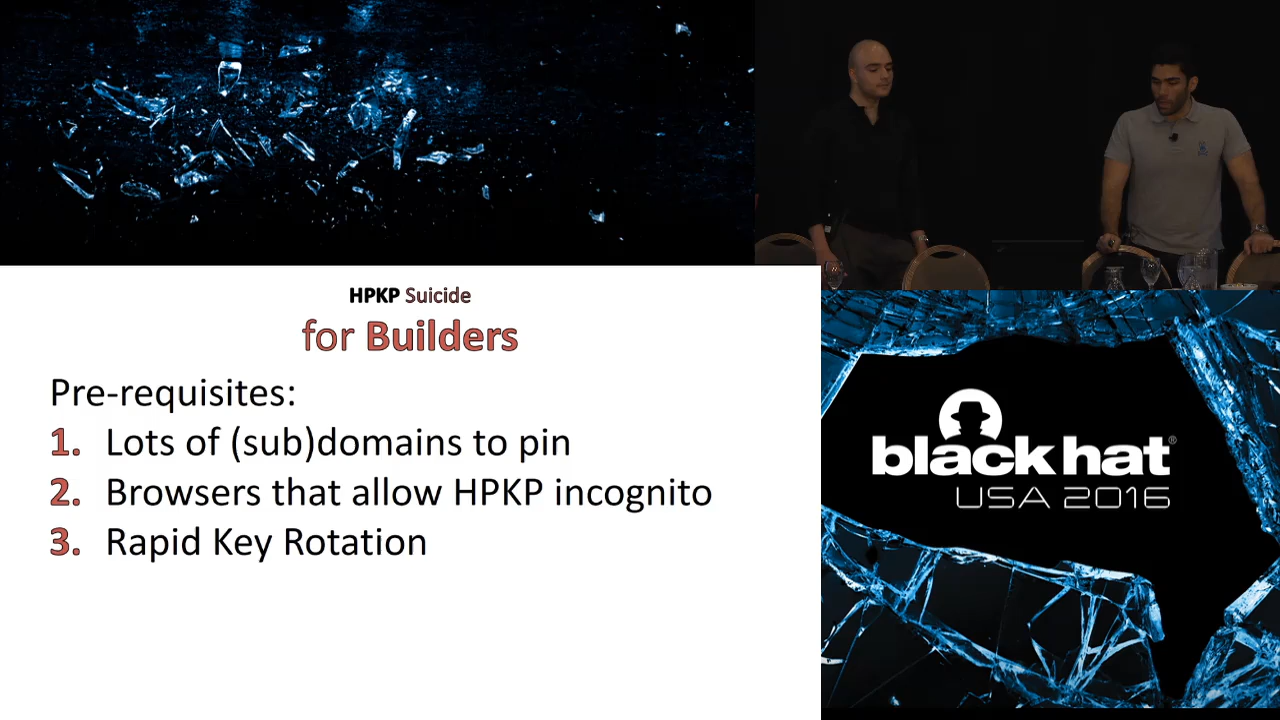 HPKP Suicide
for Builders
Pre-requisites:
1. Lots of (sub)domains to pin
2. Browsers that allow HPKP incognito
3. Rapid Key Rotation
black hat®
USA 2016